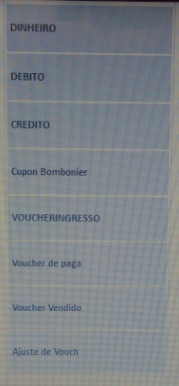 DINHEIRO
DEBITO
CREDITO
Cupon Bombonier
VOUCHERINGRESSO
Voucher de paga
Voucher Vendido
Ajuste de Vouch